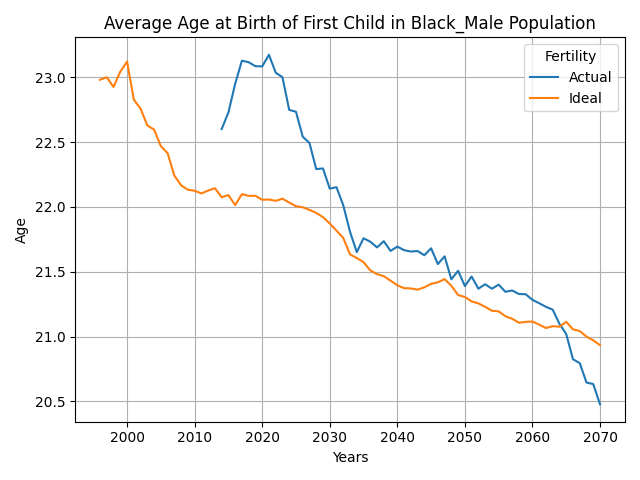 Average Age at Birth of First Child in Black_Male Population
Fertility
Actual
Ideal
Age
23.0
22.5
22.0
21.5
21.0
20.5
2000 2010 2020 2030 2040 2050 2060 2070
Years